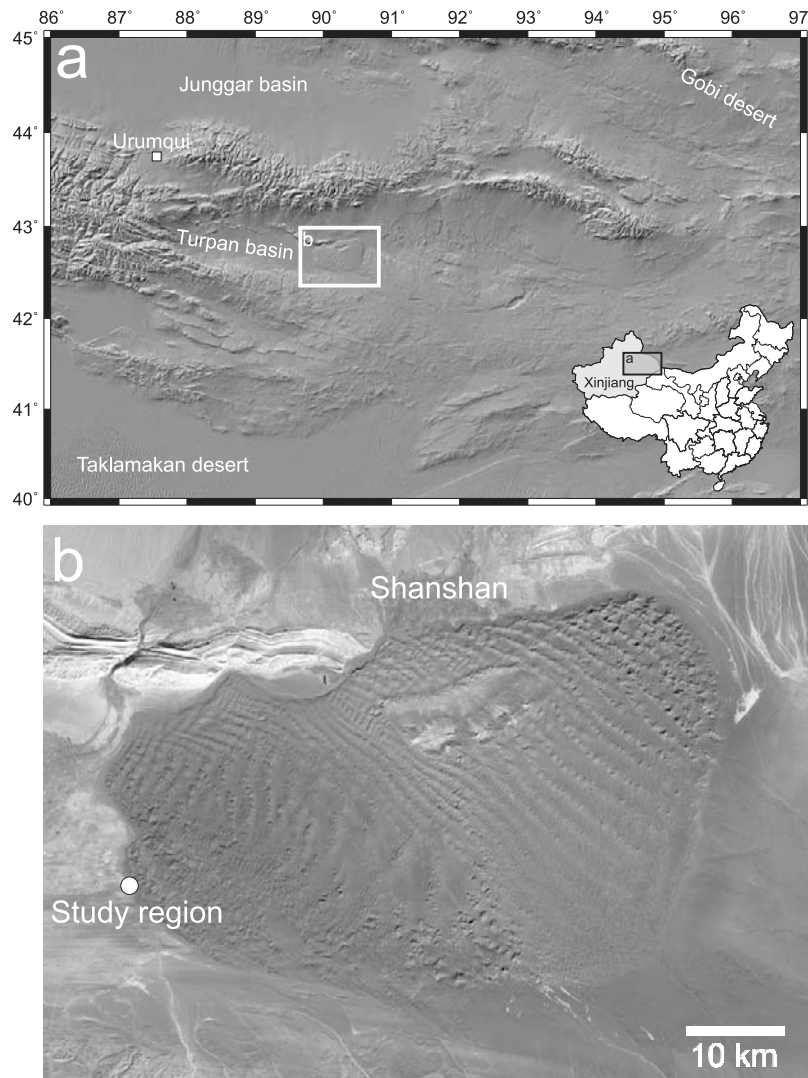 86° 87° 88° 89° 90° 91° 92° 93° 94° 95° 96° 97°
45°
a
Junggar basin
Gobi desert
44°
Urumqui
43°
Turpan basin
b
42°
a
Xinjiang
41°
Taklamakan desert
40°
b
Shanshan
Study region
10 km